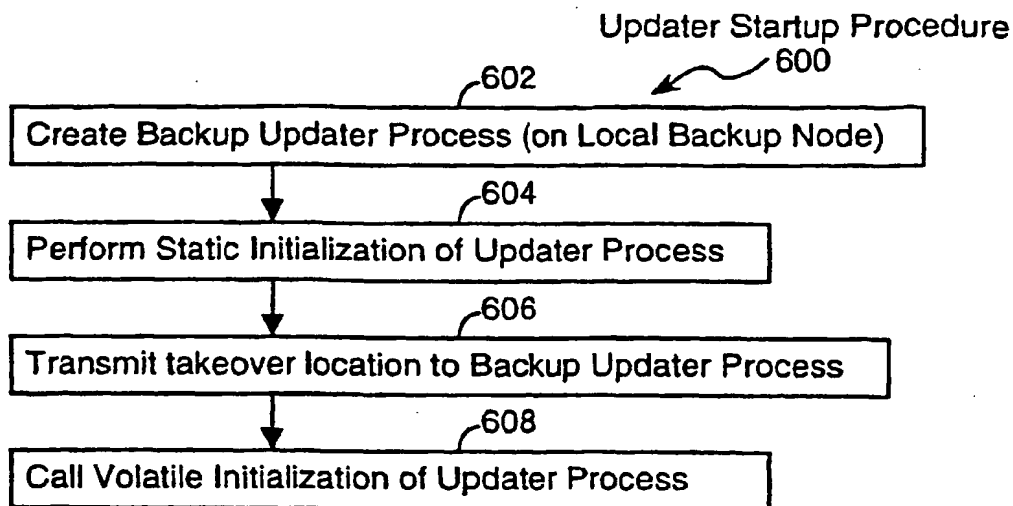 Updater Startup Procedure
600
602
Create Backup Updater Process (on Local Backup Node)
604
Perform Static Initialization of Updater Process
606
Transmit takeover location to Backup Updater Process
608
Call Volatile Initialization of Updater Process